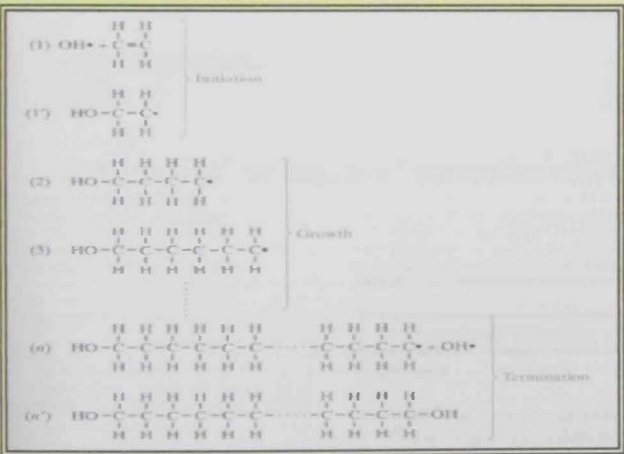 H H
(1) OH• + C = C
H H
Initiation
H H
(1') HO-C-C•
H H
H H H H
(2) HO-C-C-C-C•
H H H H
H H H H H H
(3) HO-C-C-C-C-C-C•
H H H H H H
Growth
H H H H H H H H H H
(n) HO-C-C-C-C-C-C- ······ C-C-C-C• - OH•
H H H H H H H H H H
Termination
H H H H H H H H H H
(n') HO-C-C-C-C-C-C- ······ C-C-C-C-OH
H H H H H H H H H H